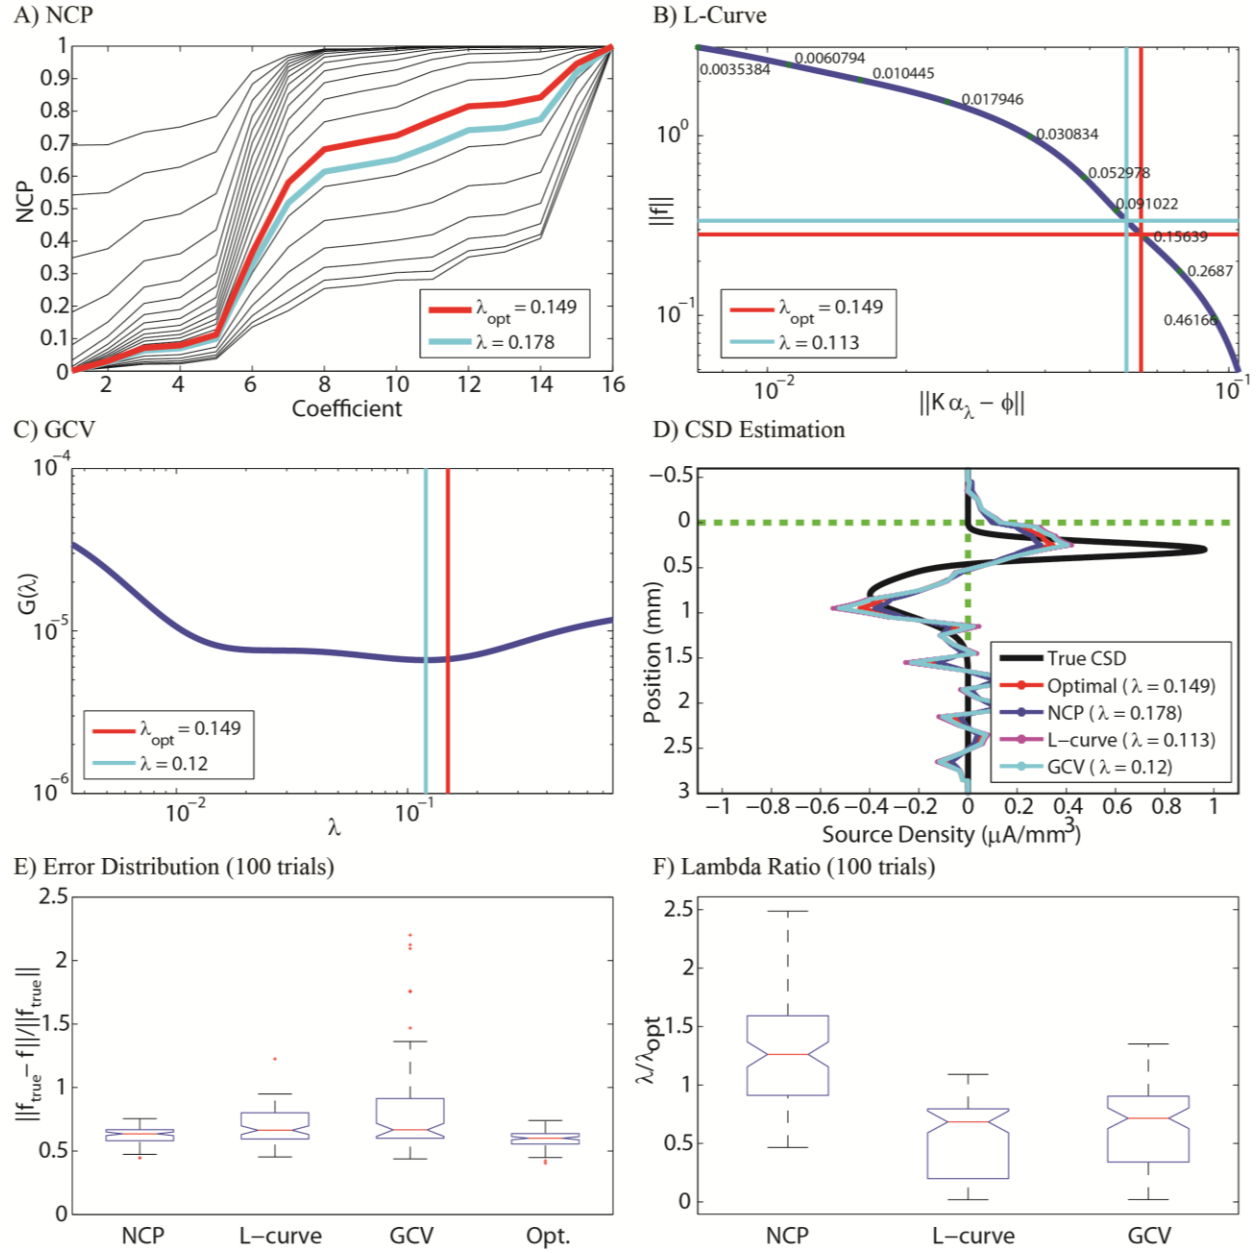 A) NCP
NCP
1
0.9
0.8
0.7
0.6
0.5
0.4
0.3
0.2
0.1
0
2 4 6 8 10 12 14 16
Coefficient
λopt = 0.149
λ = 0.178
B) L-Curve
||f||
10^0
10^-1
10^-2 10^-1
||K αλ − ϕ||
0.0035384
0.0060794
0.010445
0.017946
0.030834
0.052978
0.091022
0.15639
0.2687
0.46166
λopt = 0.149
λ = 0.113
C) GCV
G(λ)
10^-4
10^-5
10^-6
10^-2 10^-1
λ
λopt = 0.149
λ = 0.12
D) CSD Estimation
Position (mm)
−0.5
0
0.5
1
1.5
2
2.5
3
−1 −0.8 −0.6 −0.4 −0.2 0 0.2 0.4 0.6 0.8 1
Source Density (μA/mm^3)
True CSD
Optimal ( λ = 0.149)
NCP ( λ = 0.178)
L−curve ( λ = 0.113)
GCV ( λ = 0.12)
E) Error Distribution (100 trials)
||ftrue − f||/||ftrue||
2.5
2
1.5
1
0.5
0
NCP L−curve GCV Opt.
F) Lambda Ratio (100 trials)
λ/λopt
2.5
2
1.5
1
0.5
0
NCP L−curve GCV